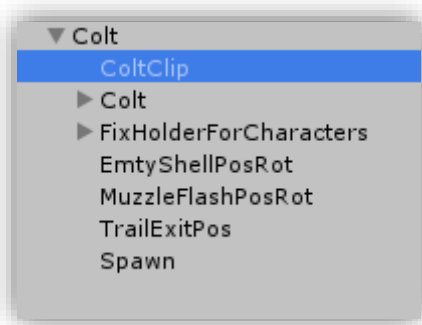 Colt
ColtClip
Colt
FixHolderForCharacters
EmtyShellPosRot
MuzzleFlashPosRot
TrailExitPos
Spawn